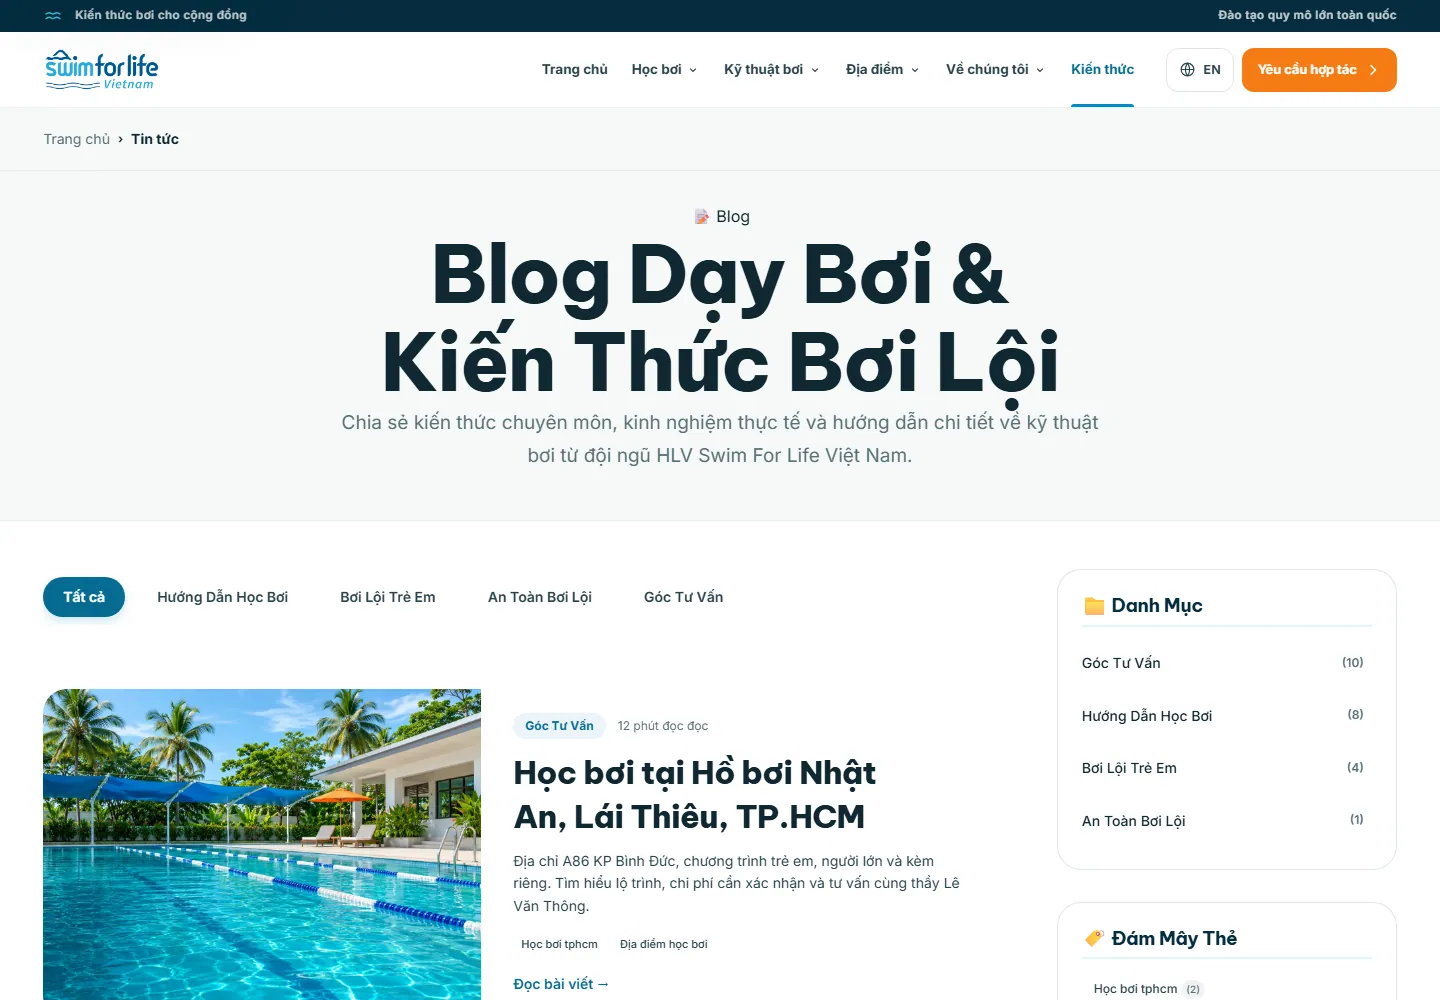 Kiến thức bơi cho cộng đồng
Đào tạo quy mô lớn toàn quốc
swimforlife
Vietnam
Trang chủ
Học bơi
Kỹ thuật bơi
Địa điểm
Về chúng tôi
Kiến thức
EN
Yêu cầu hợp tác
Trang chủ › Tin tức
Blog
Blog Dạy Bơi &
Kiến Thức Bơi Lội
Chia sẻ kiến thức chuyên môn, kinh nghiệm thực tế và hướng dẫn chi tiết về kỹ thuật
bơi từ đội ngũ HLV Swim For Life Việt Nam.
Tất cả
Hướng Dẫn Học Bơi
Bơi Lội Trẻ Em
An Toàn Bơi Lội
Góc Tư Vấn
Góc Tư Vấn
12 phút đọc đọc
Học bơi tại Hồ bơi Nhật
An, Lái Thiêu, TP.HCM
Địa chỉ A86 KP Bình Đức, chương trình trẻ em, người lớn và kèm
riêng. Tìm hiểu lộ trình, chi phí cần xác nhận và tư vấn cùng thầy Lê
Văn Thông.
Học bơi tphcm
Địa điểm học bơi
Đọc bài viết →
Danh Mục
Góc Tư Vấn (10)
Hướng Dẫn Học Bơi (8)
Bơi Lội Trẻ Em (4)
An Toàn Bơi Lội (1)
Đám Mây Thẻ
Học bơi tphcm (2)